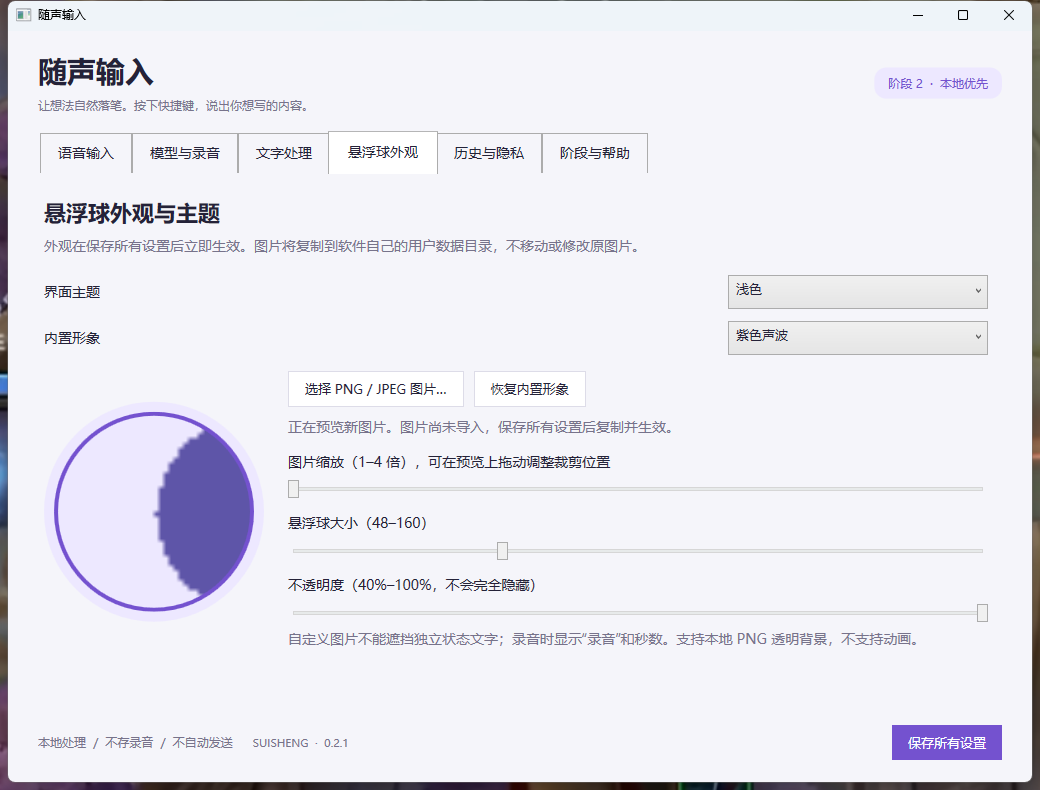 随声输入
随声输入
阶段 2 · 本地优先
让想法自然落笔。按下快捷键，说出你想写的内容。
语音输入 模型与录音 文字处理 悬浮球外观 历史与隐私 阶段与帮助
悬浮球外观与主题
外观在保存所有设置后立即生效。图片将复制到软件自己的用户数据目录，不移动或修改原图片。
界面主题 浅色
内置形象 紫色声波
选择 PNG / JPEG 图片... 恢复内置形象
正在预览新图片。图片尚未导入，保存所有设置后复制并生效。
图片缩放（1–4 倍），可在预览上拖动调整裁剪位置
悬浮球大小（48–160）
不透明度（40%–100%，不会完全隐藏）
自定义图片不能遮挡独立状态文字；录音时显示“录音”和秒数。支持本地 PNG 透明背景，不支持动画。
本地处理 / 不存录音 / 不自动发送 SUISHENG · 0.2.1
保存所有设置